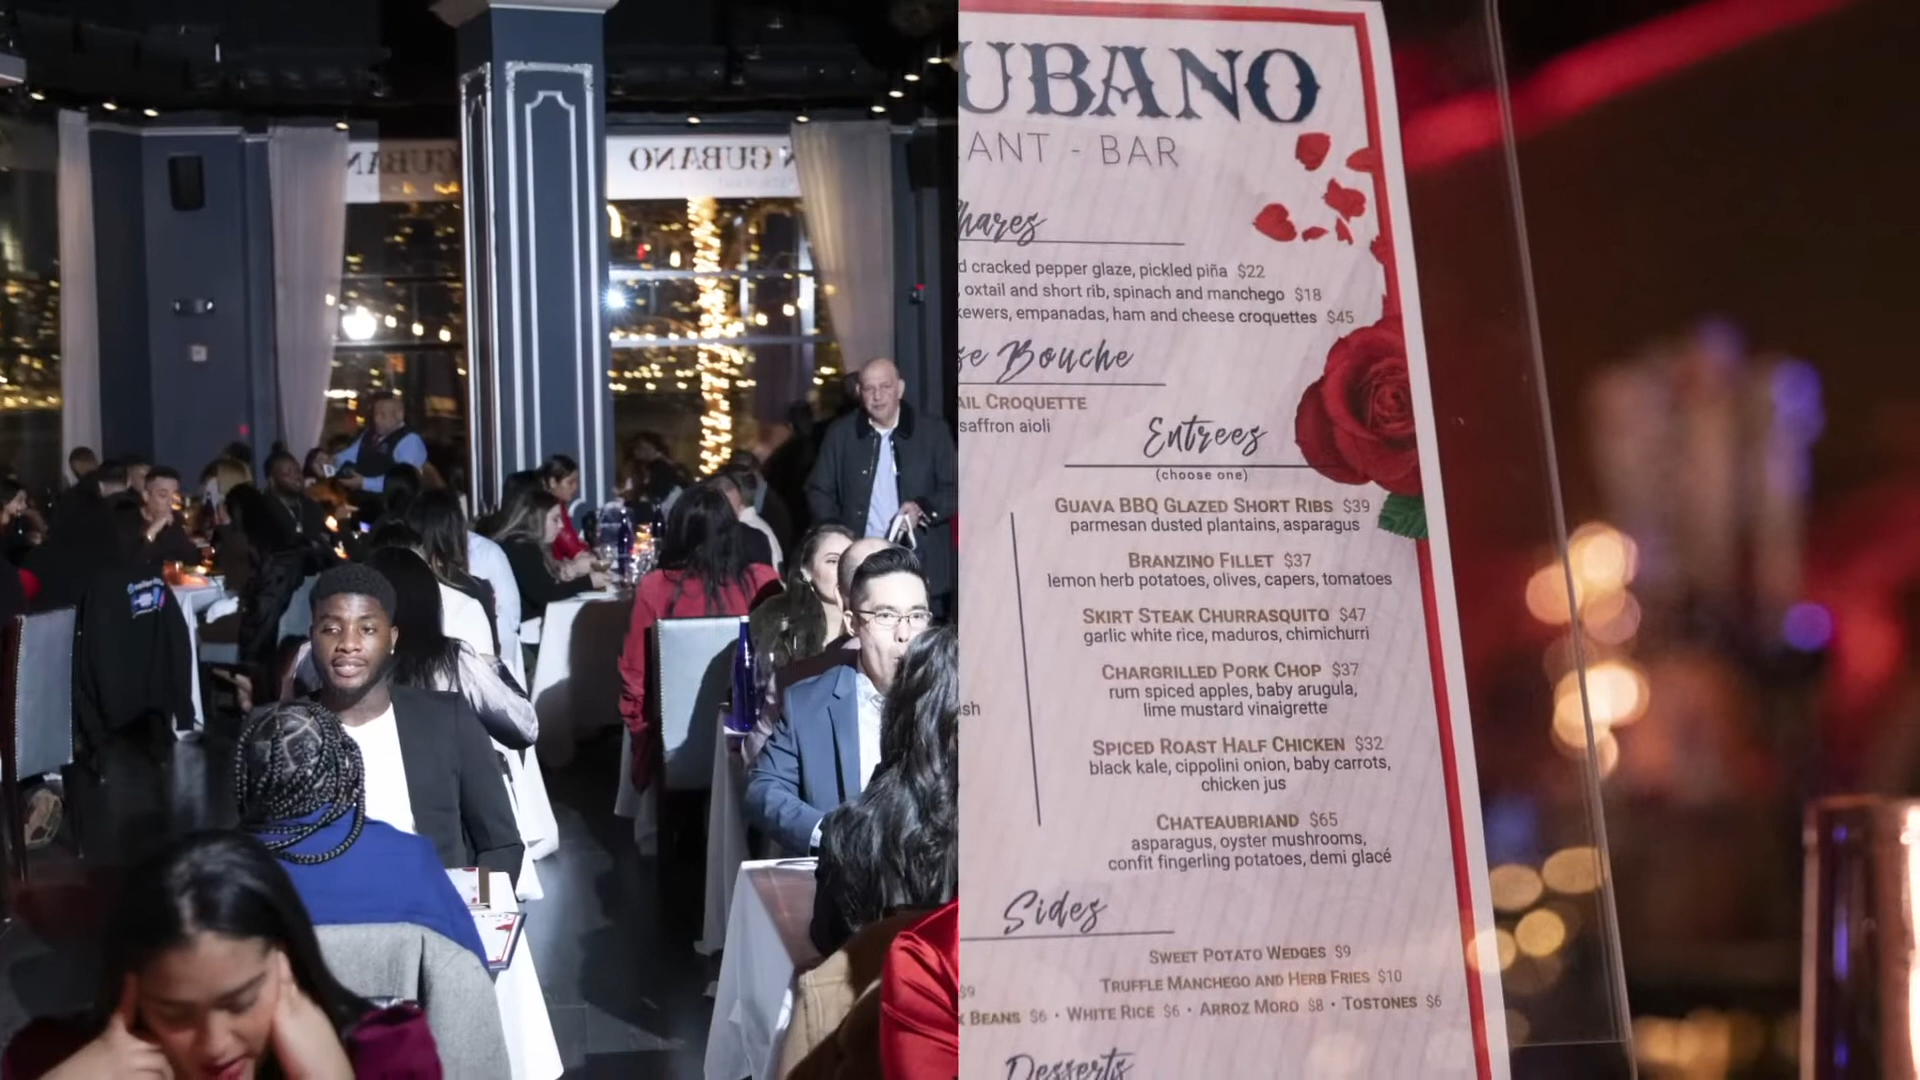 GUBANO
GUBANO
UBANO
ANT - BAR
hares
d cracked pepper glaze, pickled piña $22
, oxtail and short rib, spinach and manchego $18
kewers, empanadas, ham and cheese croquettes $45
se Bouche
AIL CROQUETTE
saffron aioli
Entrees
(choose one)
GUAVA BBQ GLAZED SHORT RIBS $39
parmesan dusted plantains, asparagus
BRANZINO FILLET $37
lemon herb potatoes, olives, capers, tomatoes
SKIRT STEAK CHURRASQUITO $47
garlic white rice, maduros, chimichurri
CHARGRILLED PORK CHOP $37
rum spiced apples, baby arugula,
lime mustard vinaigrette
ash
SPICED ROAST HALF CHICKEN $32
black kale, cippolini onion, baby carrots,
chicken jus
CHATEAUBRIAND $65
asparagus, oyster mushrooms,
confit fingerling potatoes, demi glacé
Sides
SWEET POTATO WEDGES $9
$9 TRUFFLE MANCHEGO AND HERB FRIES $10
K BEANS $6 • WHITE RICE $6 • ARROZ MORO $8 • TOSTONES $6
Desserts